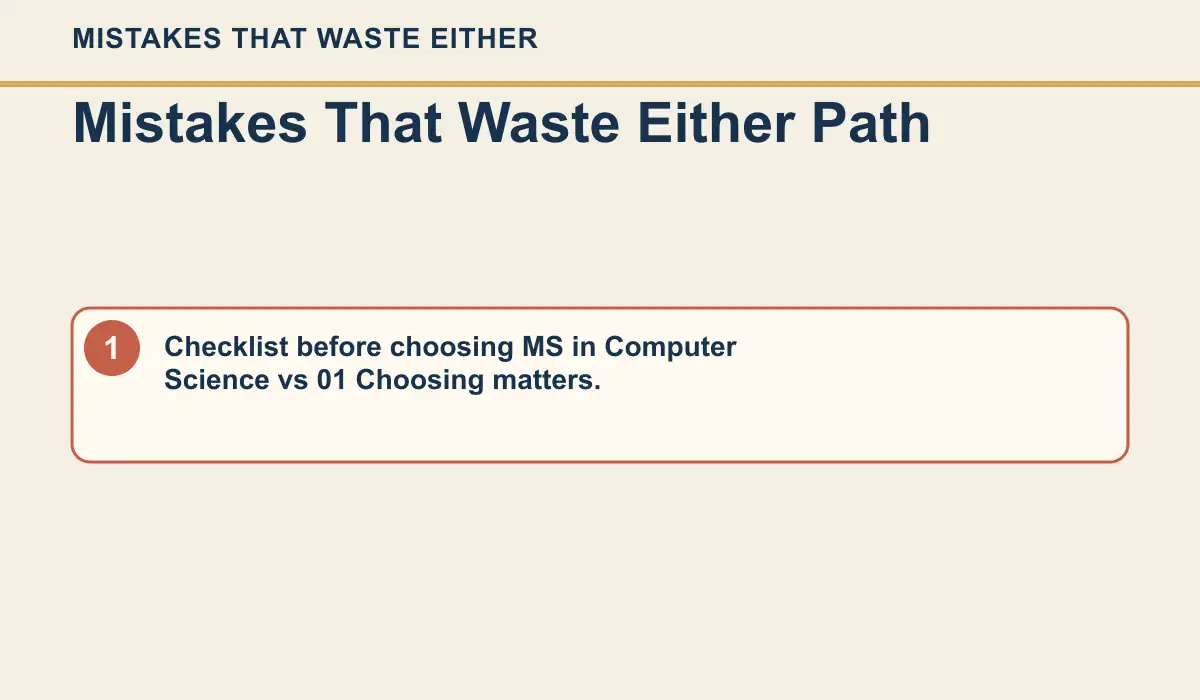 MISTAKES THAT WASTE EITHER
Mistakes That Waste Either Path
1
Checklist before choosing MS in Computer
Science vs 01 Choosing matters.